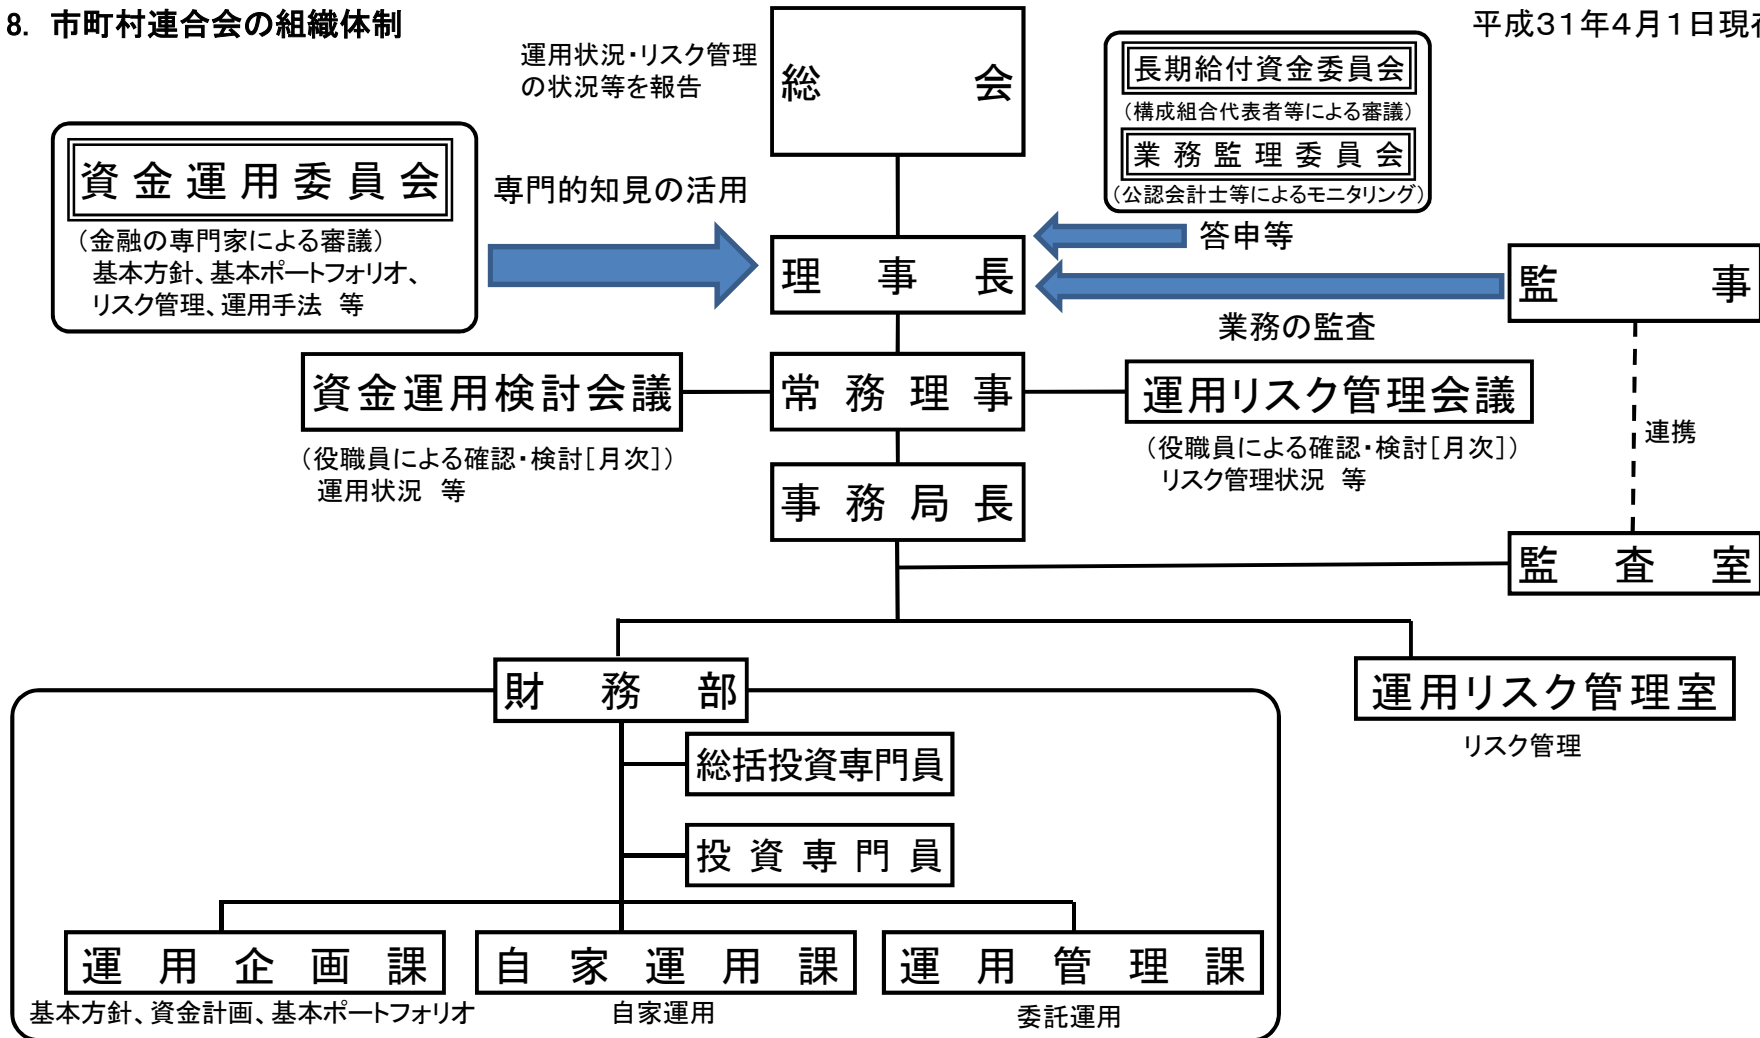 8. 市町村連合会の組織体制
平成31年4月1日現在
運用状況・リスク管理
の状況等を報告
総会
長期給付資金委員会
(構成組合代表者等による審議)
業務監理委員会
(公認会計士等によるモニタリング)
資金運用委員会
(金融の専門家による審議)
基本方針、基本ポートフォリオ、
リスク管理、運用手法 等
専門的知見の活用
答申等
理事長
監事
業務の監査
資金運用検討会議
常務理事
運用リスク管理会議
(役職員による確認・検討[月次])
運用状況 等
(役職員による確認・検討[月次])
リスク管理状況 等
連携
事務局長
監査室
財務部
運用リスク管理室
リスク管理
総括投資専門員
投資専門員
運用企画課
自家運用課
運用管理課
基本方針、資金計画、基本ポートフォリオ
自家運用
委託運用